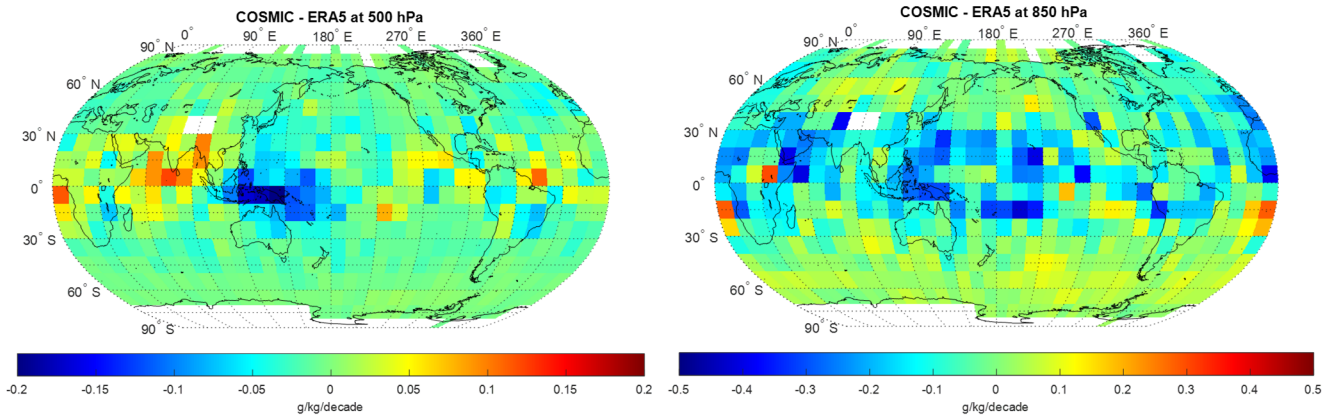 COSMIC - ERA5 at 500 hPa
0° 90° E 180° E 270° E 360° E
90° N
60° N
30° N
0°
30° S
60° S
90° S
-0.2 -0.15 -0.1 -0.05 0 0.05 0.1 0.15 0.2
g/kg/decade
COSMIC - ERA5 at 850 hPa
0° 90° E 180° E 270° E 360° E
90° N
60° N
30° N
0°
30° S
60° S
90° S
-0.5 -0.4 -0.3 -0.2 -0.1 0 0.1 0.2 0.3 0.4 0.5
g/kg/decade